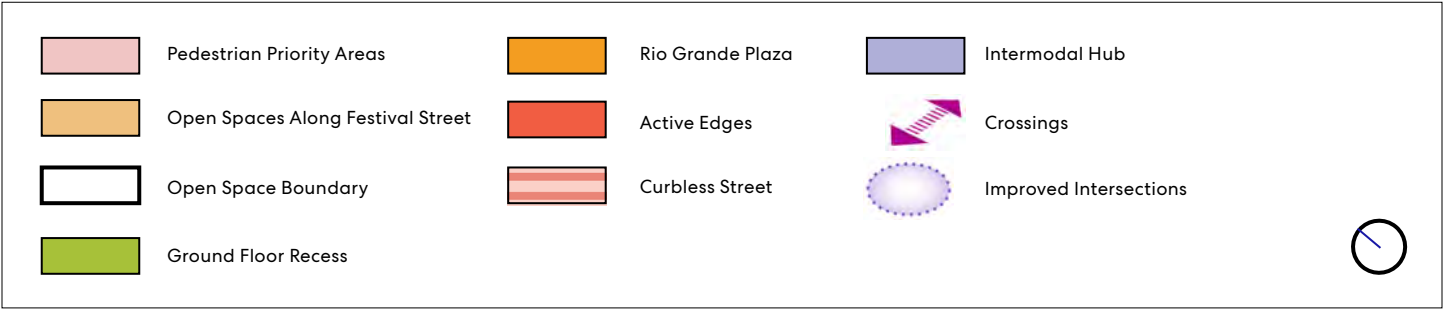 Pedestrian Priority Areas
Open Spaces Along Festival Street
Open Space Boundary
Ground Floor Recess
Rio Grande Plaza
Active Edges
Curbless Street
Intermodal Hub
Crossings
Improved Intersections